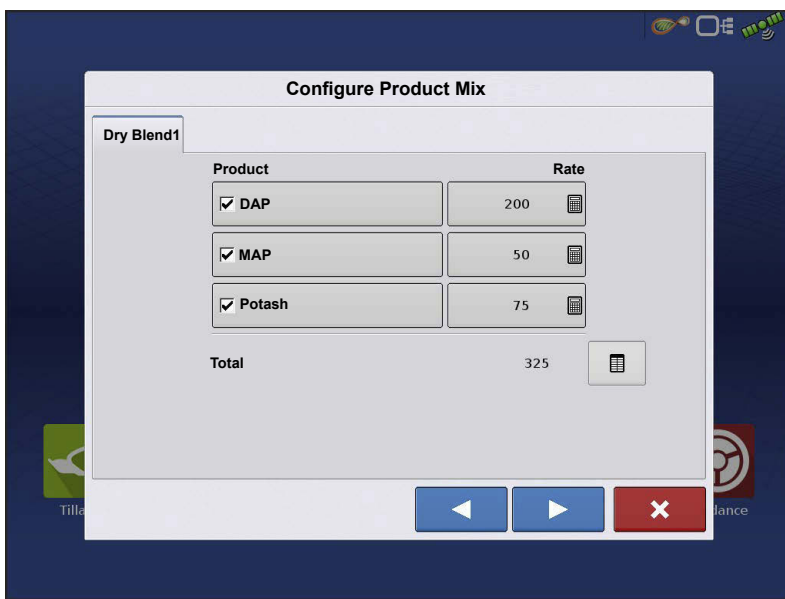 Configure Product Mix
Dry Blend1
Product Rate
DAP 200
MAP 50
Potash 75
Total 325
Tilla dance